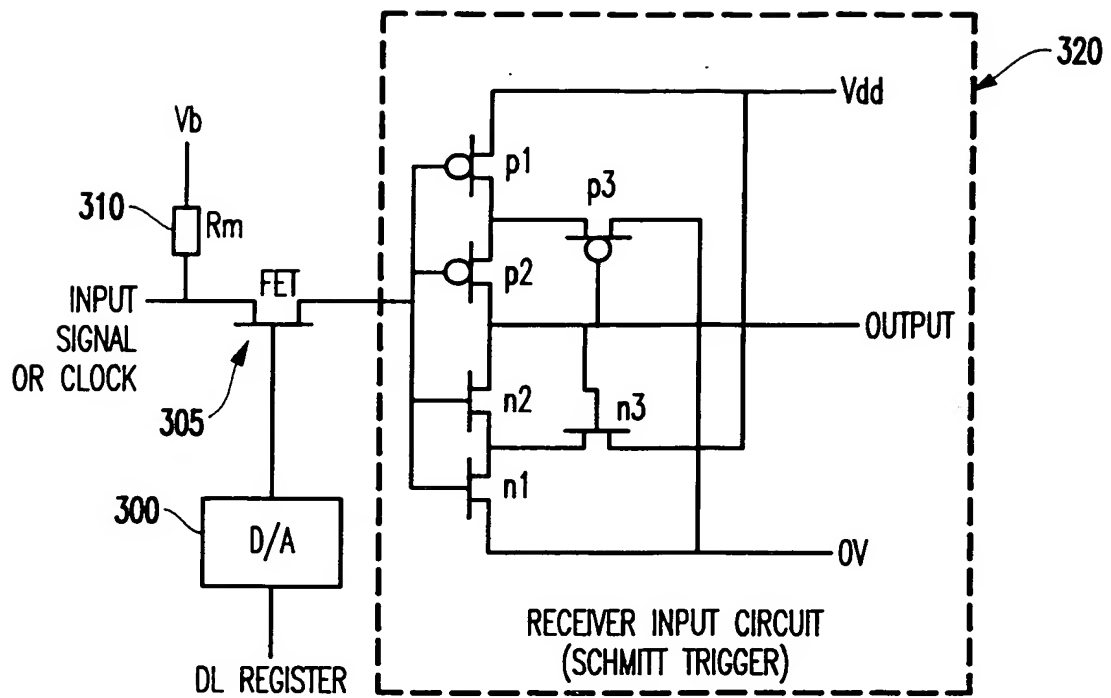 320
Vdd
Vb
p1
p3
310
Rm
p2
FET
INPUT
SIGNAL
OR CLOCK
OUTPUT
305
n2
n3
n1
300
D/A
0V
RECEIVER INPUT CIRCUIT
(SCHMITT TRIGGER)
DL REGISTER